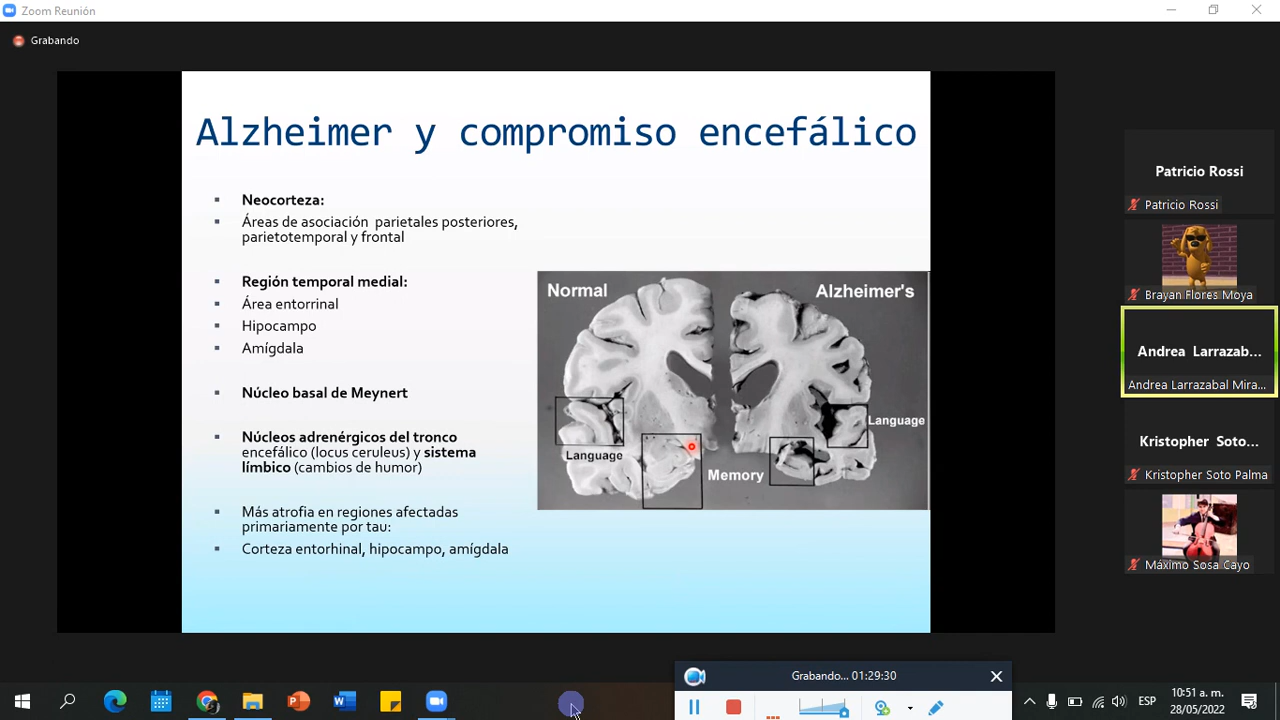 Zoom Reunión
Grabando
Alzheimer y compromiso encefálico
Neocorteza:
Áreas de asociación parietales posteriores,
parietotemporal y frontal
Región temporal medial:
Área entorrinal
Hipocampo
Amígdala
Núcleo basal de Meynert
Núcleos adrenérgicos del tronco
encefálico (locus ceruleus) y sistema
límbico (cambios de humor)
Más atrofia en regiones afectadas
primariamente por tau:
Corteza entorhinal, hipocampo, amígdala
Normal
Alzheimer's
Language
Language
Memory
Patricio Rossi
Patricio Rossi
Brayan Flores Moya
Andrea Larrazab...
Andrea Larrazabal Mira...
Kristopher Soto...
Kristopher Soto Palma
Máximo Sosa Cayo
Grabando... 01:29:30
ESP
10:51 a. m.
28/05/2022